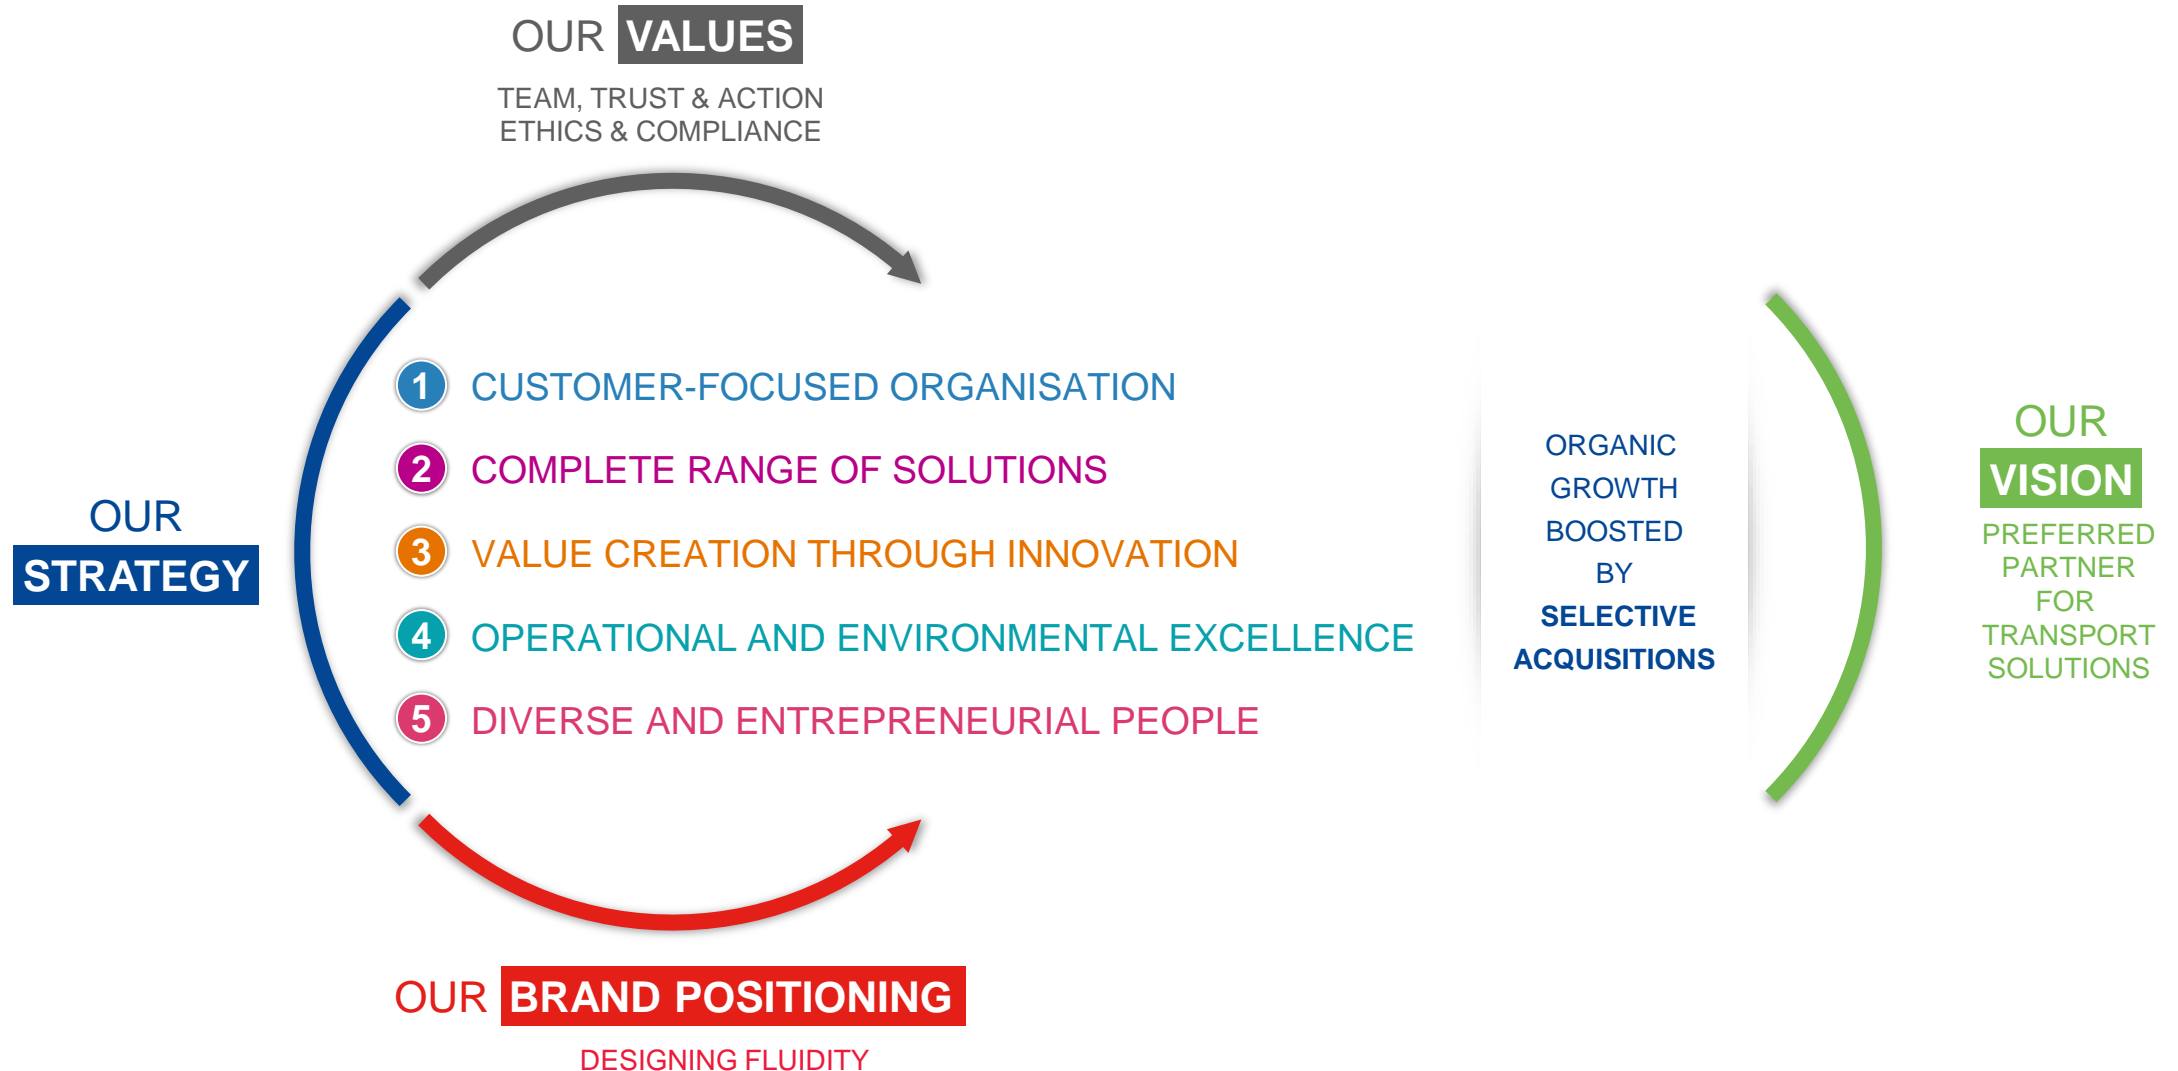 OUR VALUES
TEAM, TRUST & ACTION
ETHICS & COMPLIANCE
OUR
STRATEGY
1 CUSTOMER-FOCUSED ORGANISATION
2 COMPLETE RANGE OF SOLUTIONS
3 VALUE CREATION THROUGH INNOVATION
4 OPERATIONAL AND ENVIRONMENTAL EXCELLENCE
5 DIVERSE AND ENTREPRENEURIAL PEOPLE
ORGANIC
GROWTH
BOOSTED
BY
SELECTIVE
ACQUISITIONS
OUR
VISION
PREFERRED
PARTNER
FOR
TRANSPORT
SOLUTIONS
OUR BRAND POSITIONING
DESIGNING FLUIDITY